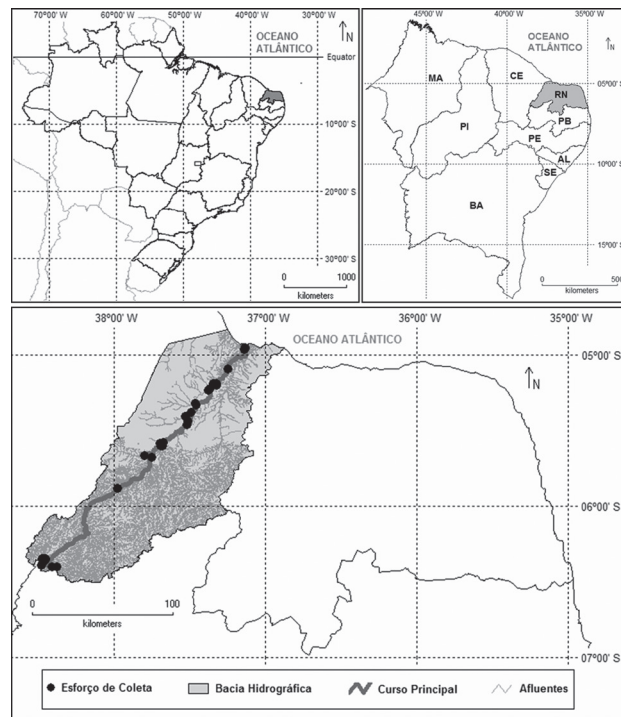 70°00' W
60°00' W
50°00' W
40°00' W
OCEANO
ATLÂNTICO
N
Equator
10°00' S
20°00' S
30°00' S
0 1000
kilometers
45°00' W
40°00' W
35°00' W
OCEANO
ATLÂNTICO
N
MA
CE
RN
05°00' S
PB
PI
PE
AL
10°00' S
SE
BA
15°00' S
0 500
kilometers
38°00' W
37°00' W
36°00' W
35°00' W
OCEANO ATLÂNTICO
05°00' S
N
06°00' S
0 100
kilometers
07°00' S
Esforço de Coleta
Bacia Hidrográfica
Curso Principal
Afluentes